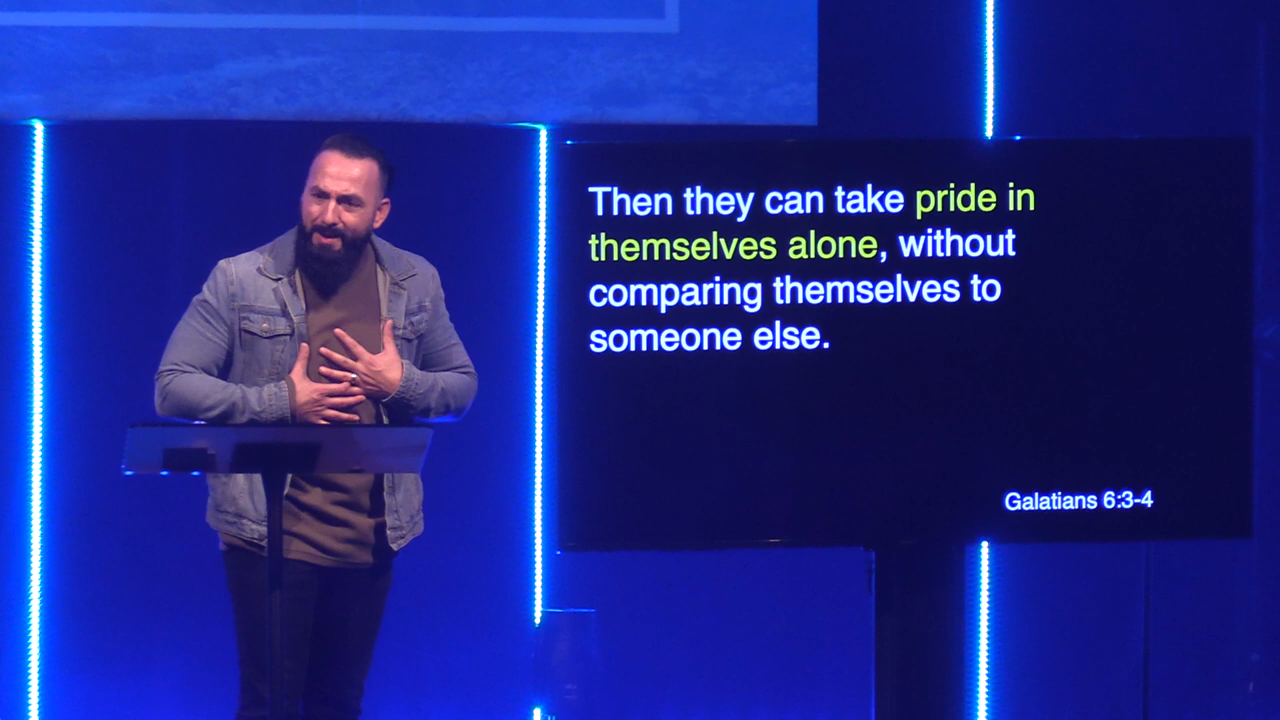 Then they can take pride in
themselves alone, without
comparing themselves to
someone else.
Galatians 6:3-4